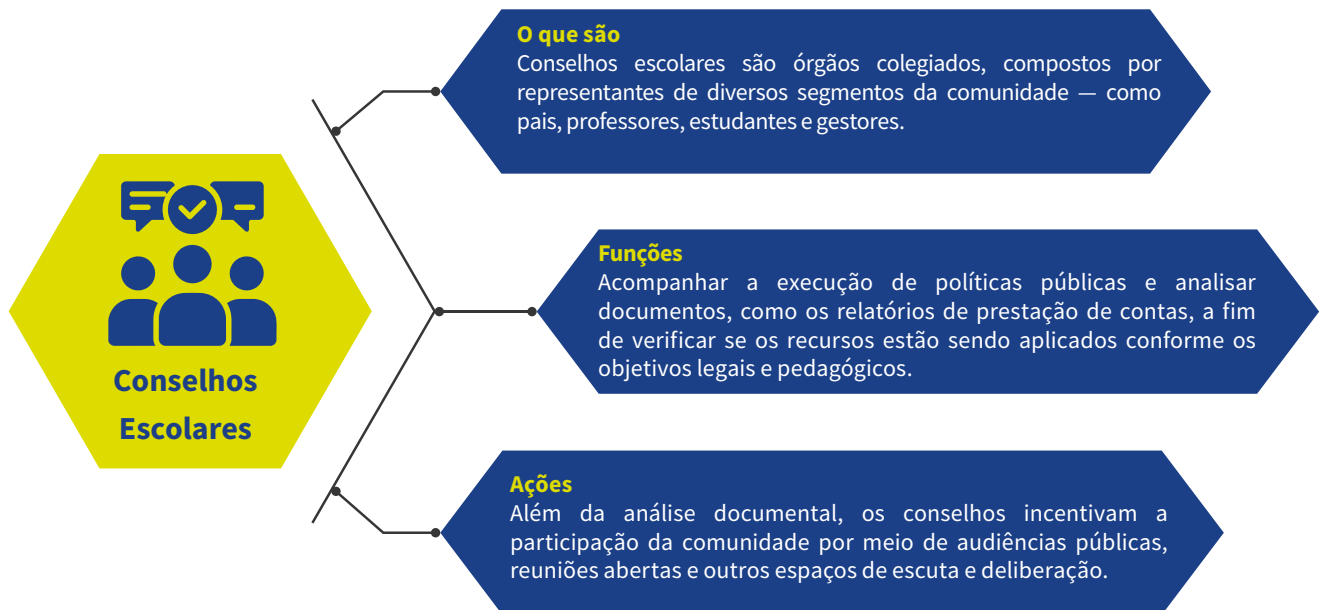 Conselhos
Escolares
O que são
Conselhos escolares são órgãos colegiados, compostos por
representantes de diversos segmentos da comunidade — como
pais, professores, estudantes e gestores.
Funções
Acompanhar a execução de políticas públicas e analisar
documentos, como os relatórios de prestação de contas, a fim
de verificar se os recursos estão sendo aplicados conforme os
objetivos legais e pedagógicos.
Ações
Além da análise documental, os conselhos incentivam a
participação da comunidade por meio de audiências públicas,
reuniões abertas e outros espaços de escuta e deliberação.